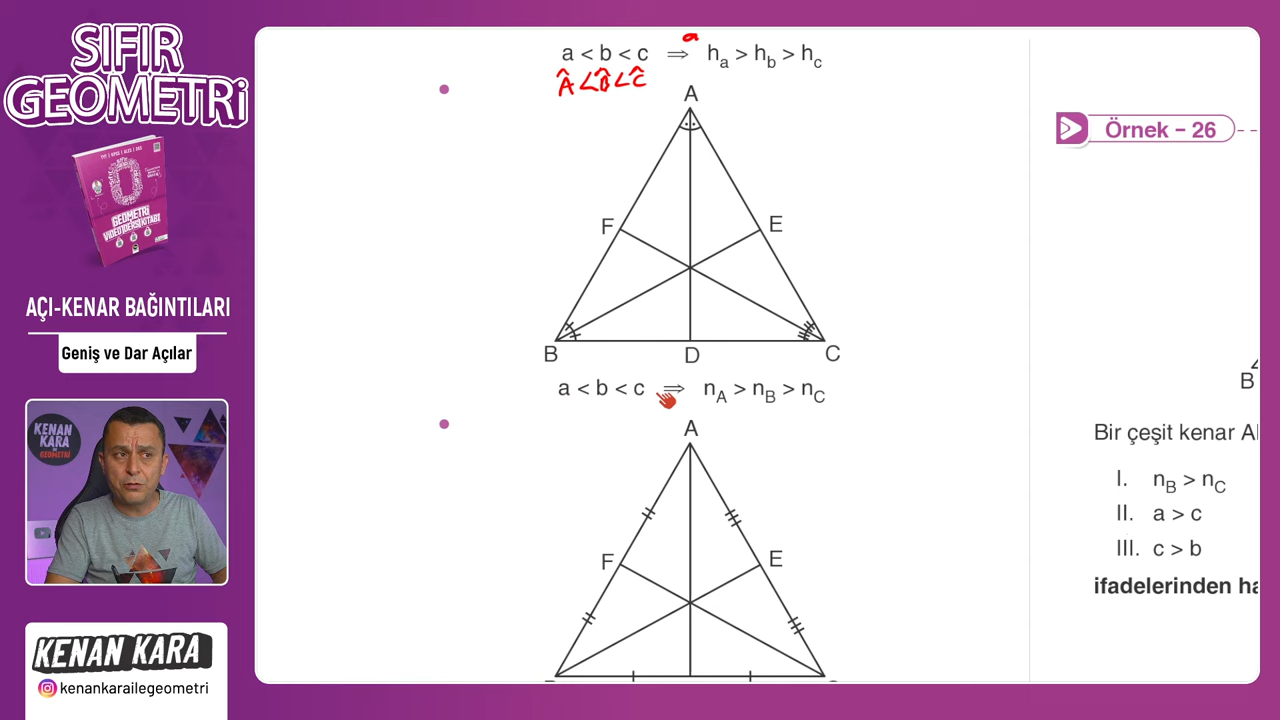 SIFIR
GEOMETRİ
GEOMETRİ
VİDEO DERS KİTABI
AÇI-KENAR BAĞINTILARI
Geniş ve Dar Açılar
KENAN
KARA
GEOMETRİ
KENAN KARA
kenankarailegeometri
a < b < c ⇒ hₐ > h_b > h_c
a
Â < B̂ < Ĉ
A
F
E
B
D
C
a < b < c ⇒ n_A > n_B > n_C
A
F
E
Örnek – 26
B
Bir çeşit kenar A
I. n_B > n_C
II. a > c
III. c > b
ifadelerinden ha